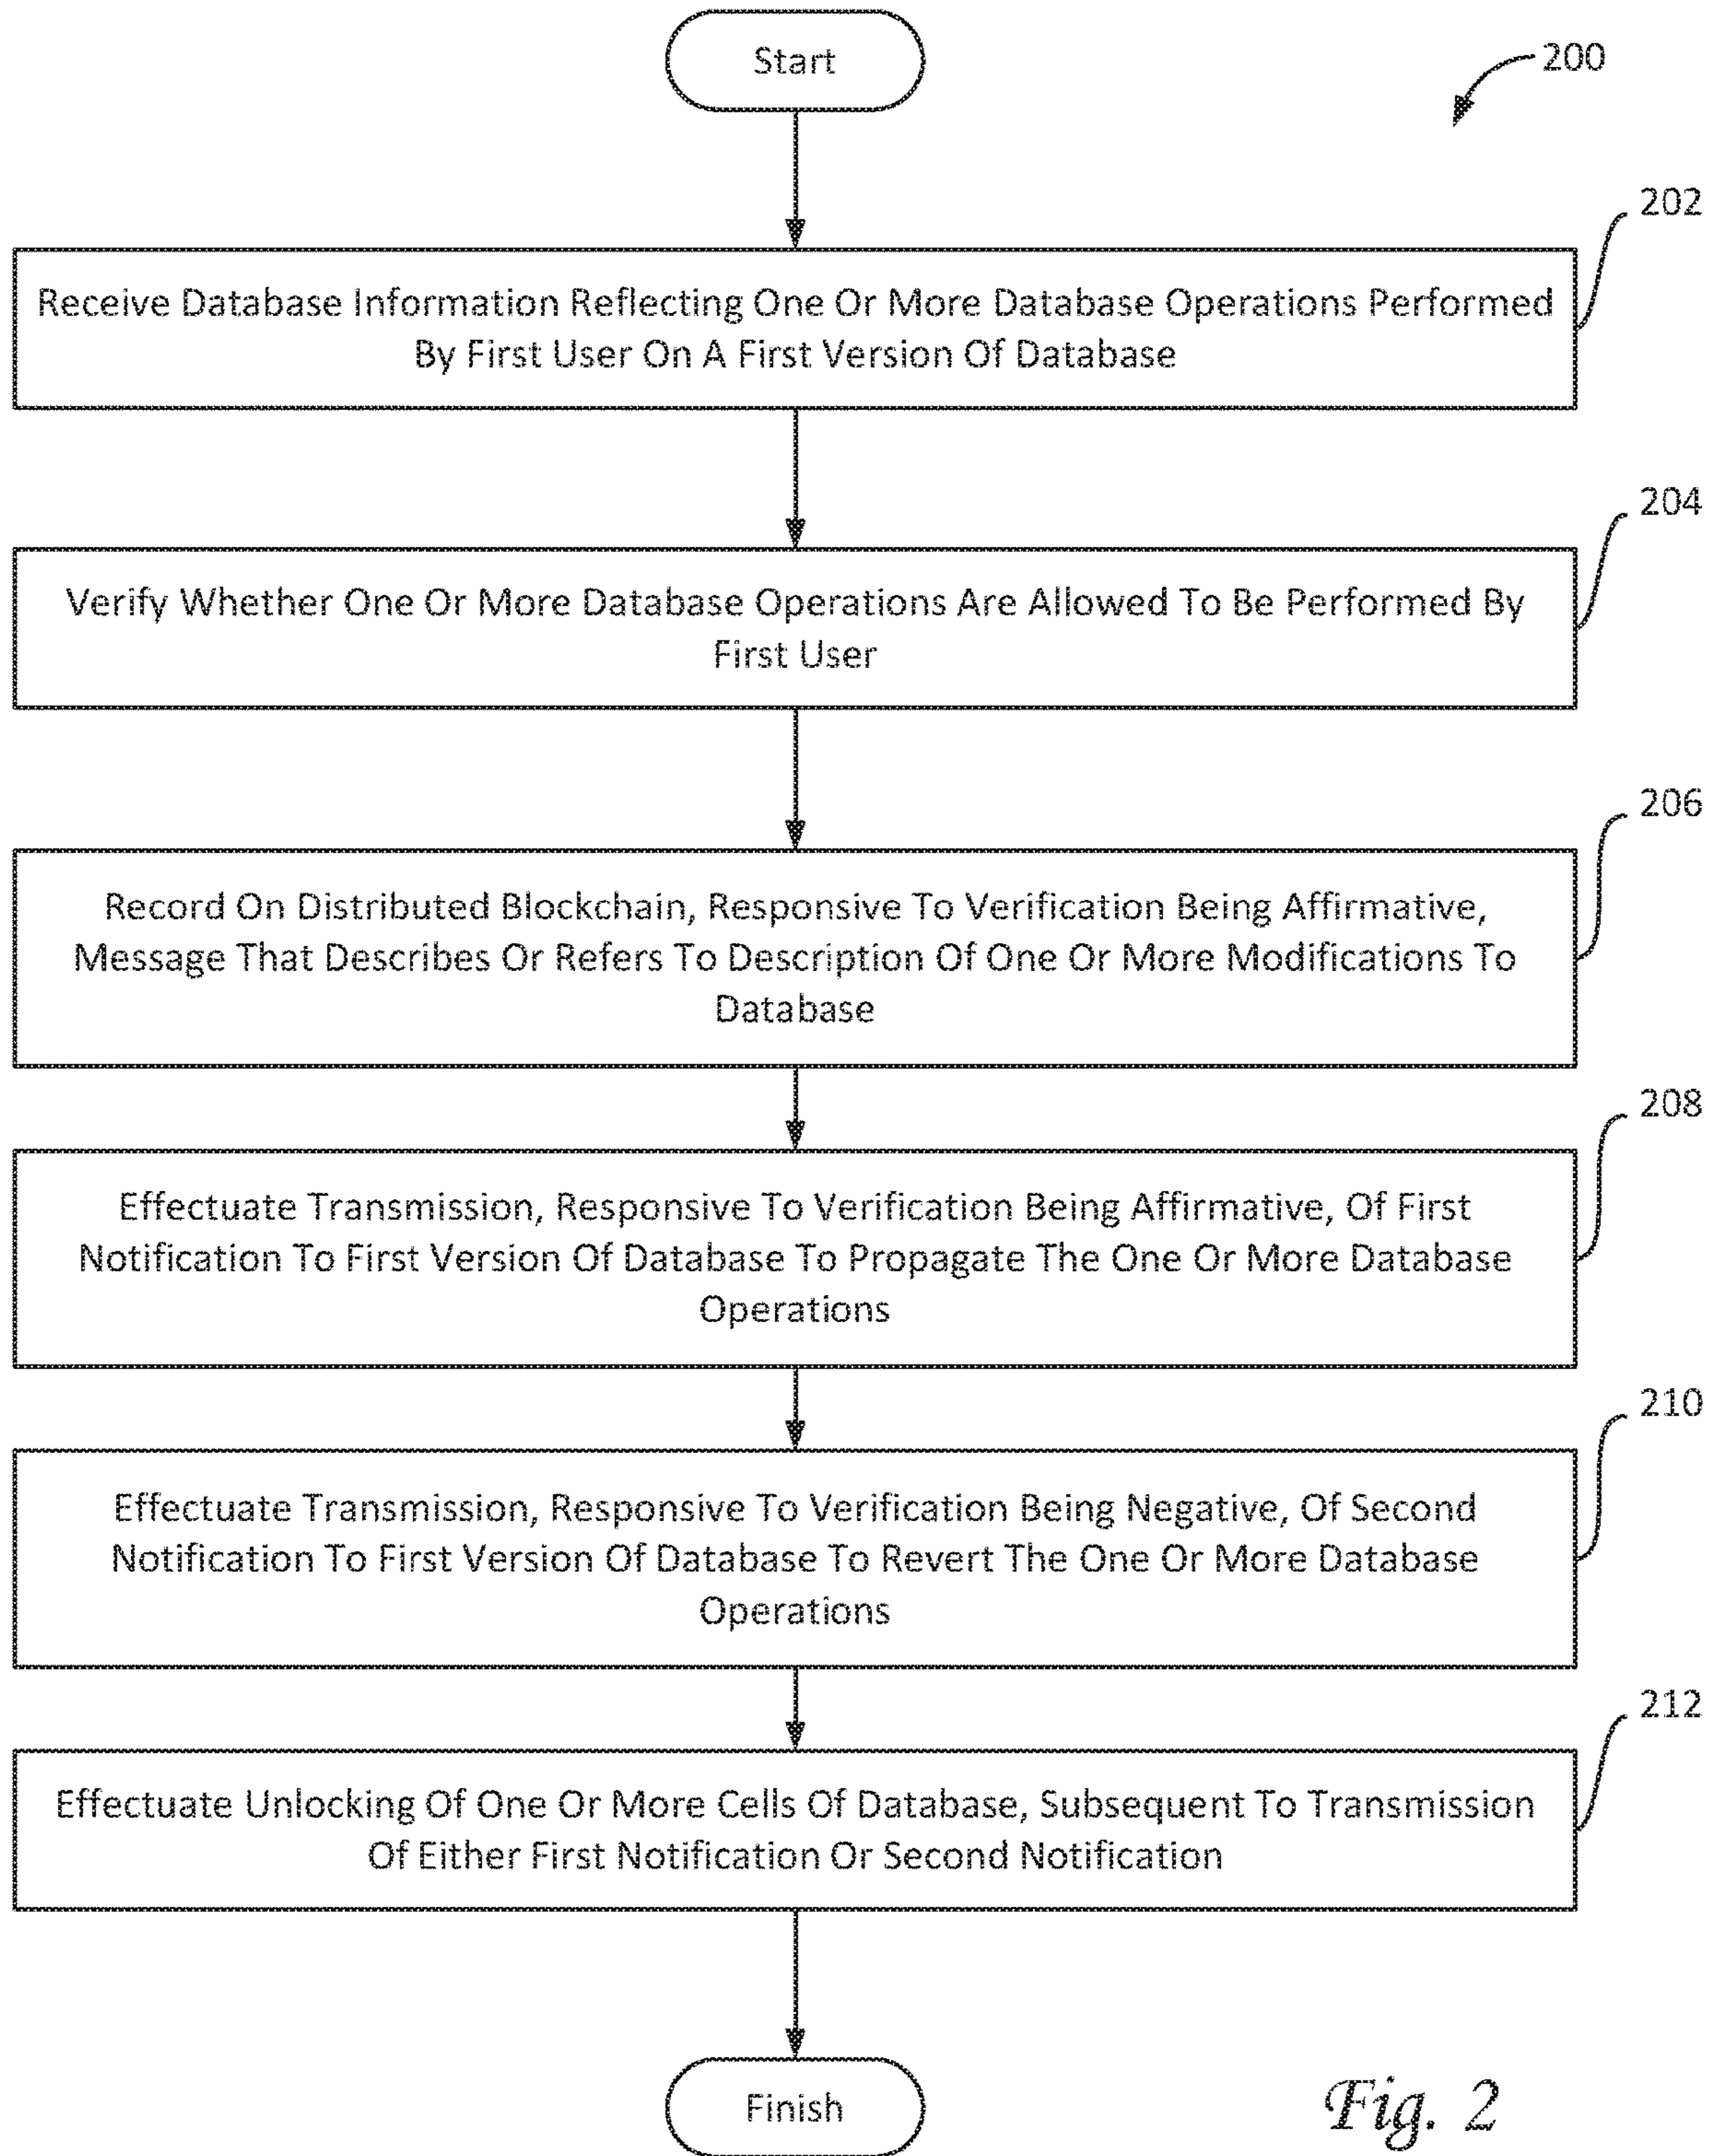 Start
200
202
Receive Database Information Reflecting One Or More Database Operations Performed
By First User On A First Version Of Database
204
Verify Whether One Or More Database Operations Are Allowed To Be Performed By
First User
206
Record On Distributed Blockchain, Responsive To Verification Being Affirmative,
Message That Describes Or Refers To Description Of One Or More Modifications To
Database
208
Effectuate Transmission, Responsive To Verification Being Affirmative, Of First
Notification To First Version Of Database To Propagate The One Or More Database
Operations
210
Effectuate Transmission, Responsive To Verification Being Negative, Of Second
Notification To First Version Of Database To Revert The One Or More Database
Operations
212
Effectuate Unlocking Of One Or More Cells Of Database, Subsequent To Transmission
Of Either First Notification Or Second Notification
Finish
Fig. 2